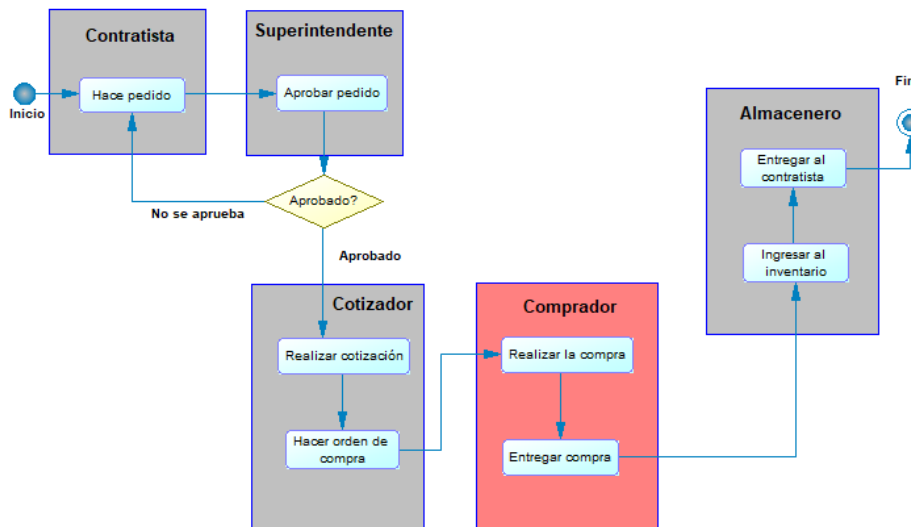 Contratista
Superintendente
Inicio
Hace pedido
Aprobar pedido
Aprobado?
No se aprueba
Aprobado
Cotizador
Realizar cotización
Hacer orden de
compra
Comprador
Realizar la compra
Entregar compra
Almacenero
Entregar al
contratista
Ingresar al
inventario
Fin